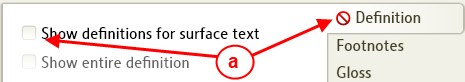 Show definitions for surface text
Show entire definition
a
Definition
Footnotes
Gloss